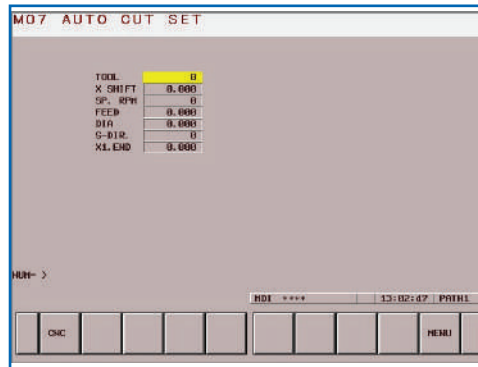 M07 AUTO CUT SET
TOOL 0
X SHIFT 0.000
SP. RPM 0
FEED 0.000
DIA 0.000
S-DIR. 0
X1.END 0.000
NUM- >
MDI **** 13:02:47 PATH1
CNC MENU